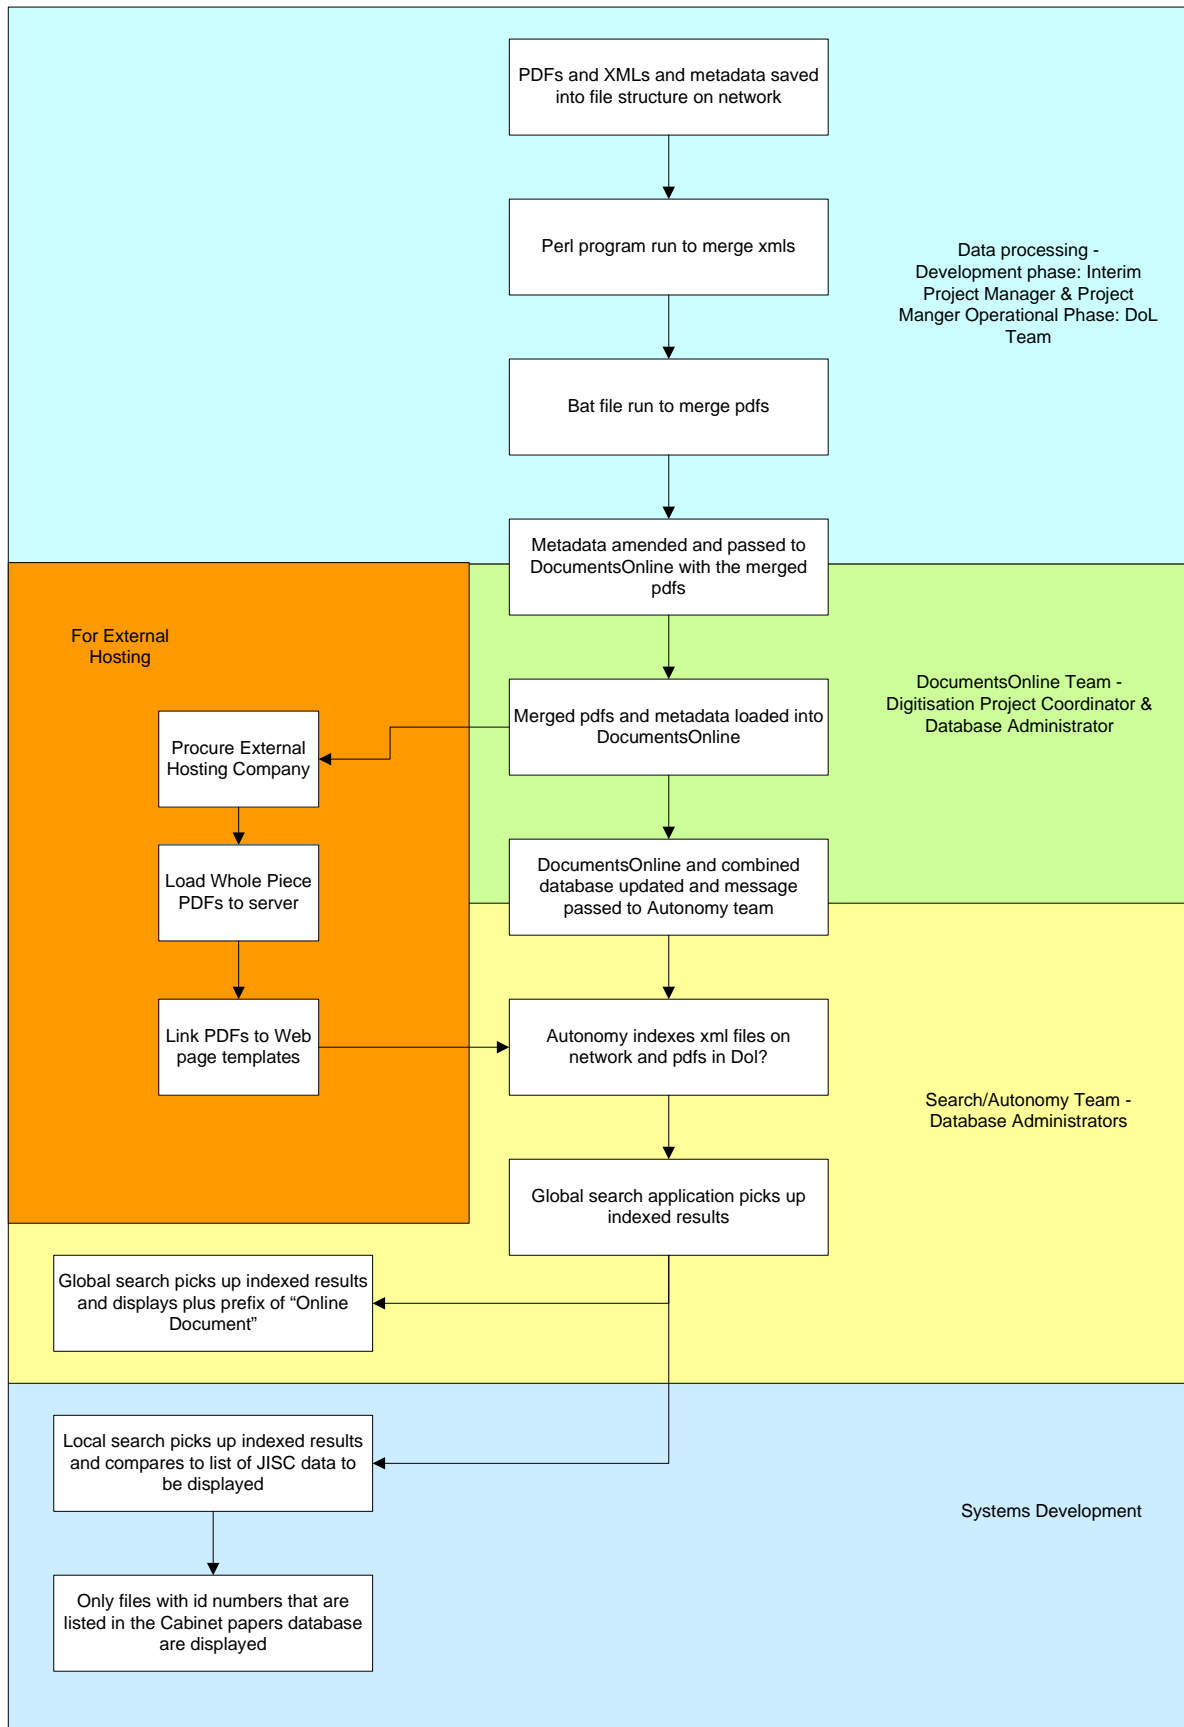 PDFs and XMLs and metadata saved
into file structure on network
Perl program run to merge xmls
Data processing -
Development phase: Interim
Project Manager & Project
Manger Operational Phase: DoL
Team
Bat file run to merge pdfs
Metadata amended and passed to
DocumentsOnline with the merged
pdfs
For External
Hosting
DocumentsOnline Team -
Digitisation Project Coordinator &
Database Administrator
Merged pdfs and metadata loaded into
DocumentsOnline
Procure External
Hosting Company
Load Whole Piece
PDFs to server
DocumentsOnline and combined
database updated and message
passed to Autonomy team
Link PDFs to Web
page templates
Autonomy indexes xml files on
network and pdfs in Dol?
Search/Autonomy Team -
Database Administrators
Global search application picks up
indexed results
Global search picks up indexed results
and displays plus prefix of “Online
Document”
Local search picks up indexed results
and compares to list of JISC data to
be displayed
Systems Development
Only files with id numbers that are
listed in the Cabinet papers database
are displayed